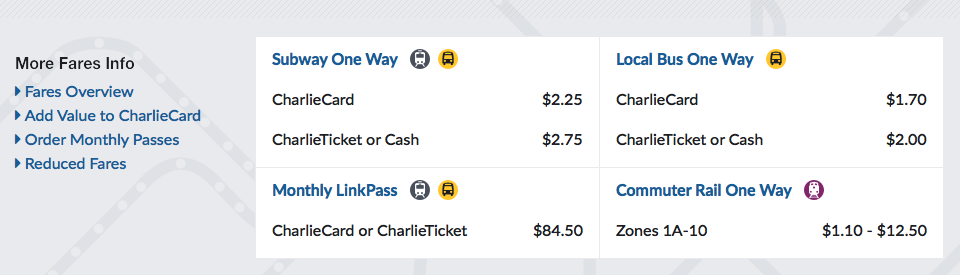 More Fares Info
Fares Overview
Add Value to CharlieCard
Order Monthly Passes
Reduced Fares
Subway One Way
CharlieCard $2.25
CharlieTicket or Cash $2.75
Local Bus One Way
CharlieCard $1.70
CharlieTicket or Cash $2.00
Monthly LinkPass
CharlieCard or CharlieTicket $84.50
Commuter Rail One Way
Zones 1A-10 $1.10 - $12.50